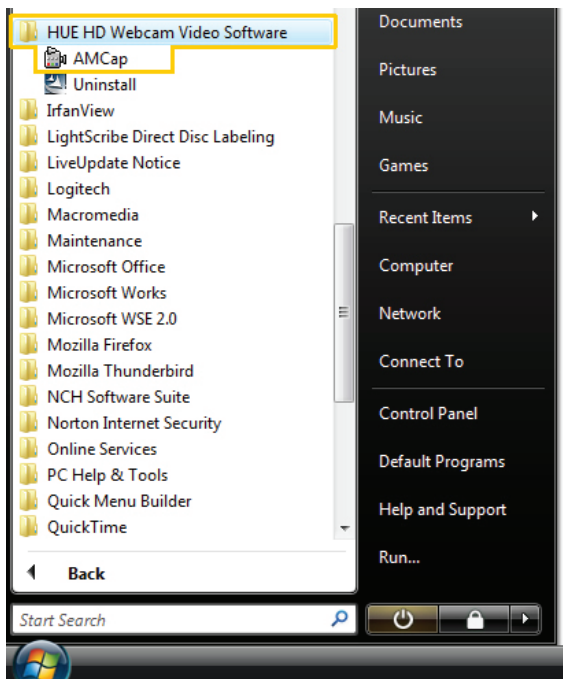 HUE HD Webcam Video Software
AMCap
Uninstall
IrfanView
LightScribe Direct Disc Labeling
LiveUpdate Notice
Logitech
Macromedia
Maintenance
Microsoft Office
Microsoft Works
Microsoft WSE 2.0
Mozilla Firefox
Mozilla Thunderbird
NCH Software Suite
Norton Internet Security
Online Services
PC Help & Tools
Quick Menu Builder
QuickTime
Back
Start Search
Documents
Pictures
Music
Games
Recent Items
Computer
Network
Connect To
Control Panel
Default Programs
Help and Support
Run...